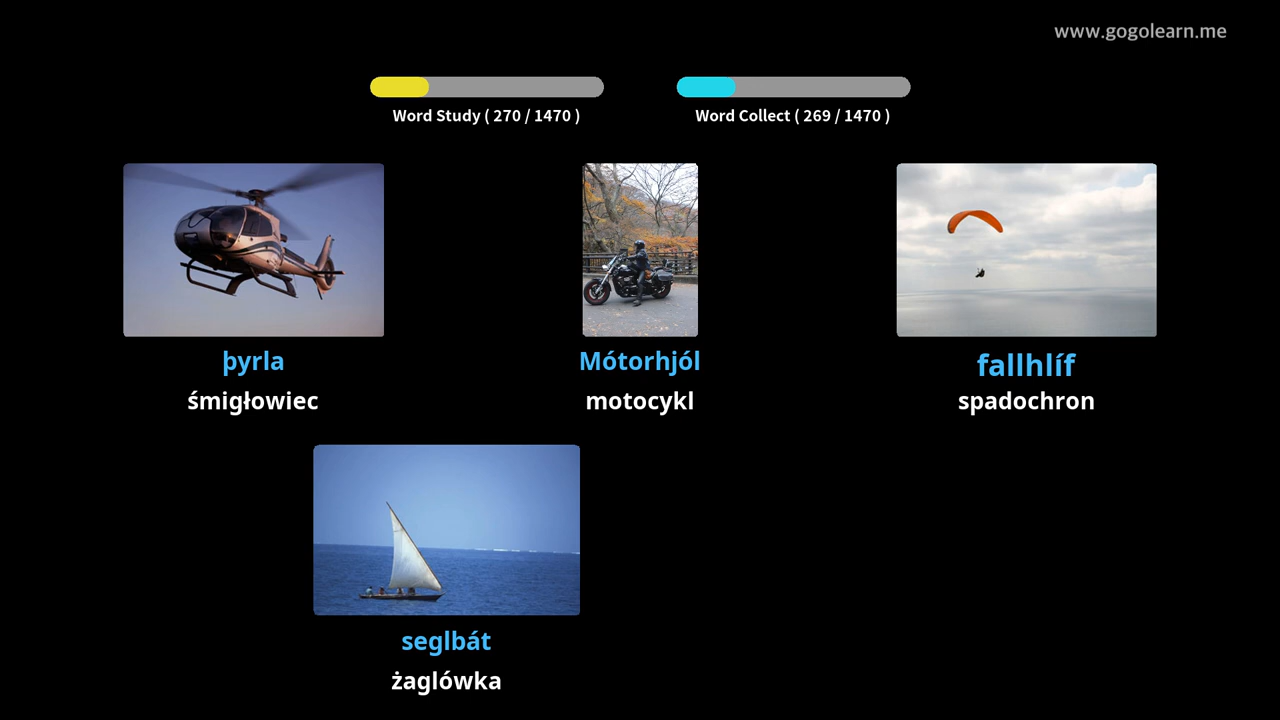 www.gogolearn.me
Word Study ( 270 / 1470 )
Word Collect ( 269 / 1470 )
þyrla
Mótorhjól
fallhlíf
śmigłowiec
motocykl
spadochron
seglbát
żaglówka